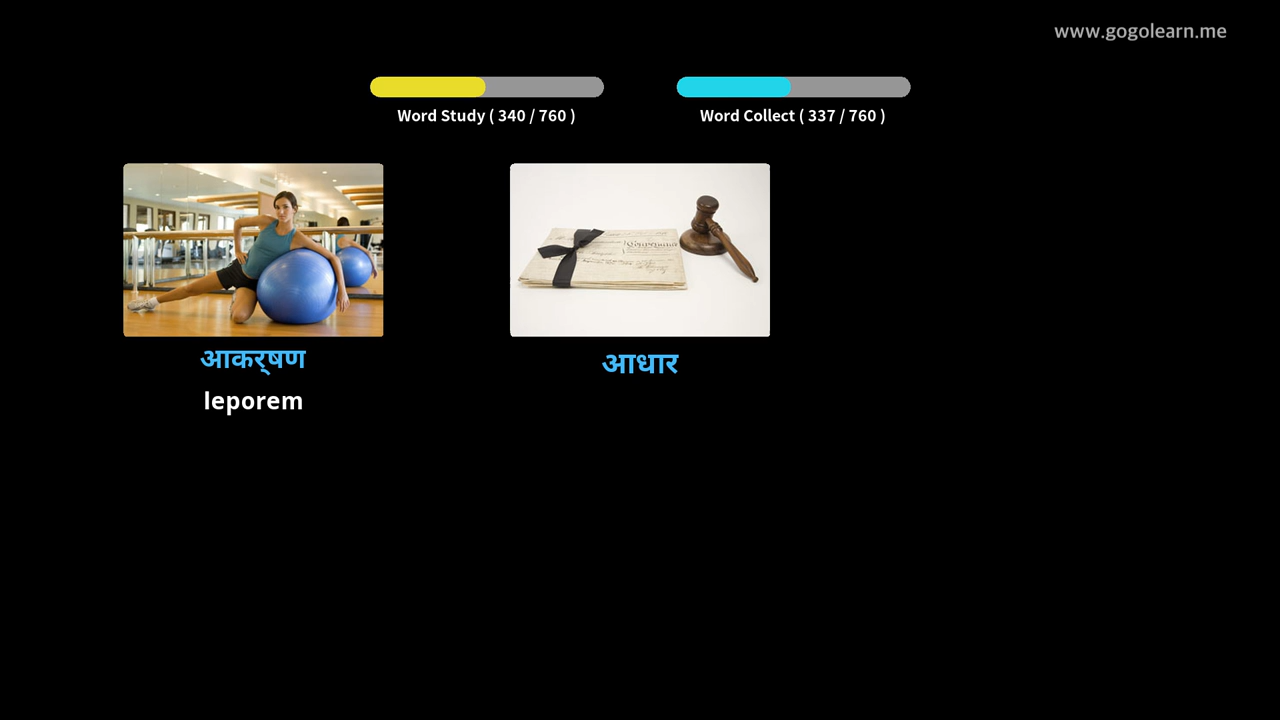 www.gogolearn.me
Word Study ( 340 / 760 )
Word Collect ( 337 / 760 )
आकर्षण
आधार
leporem